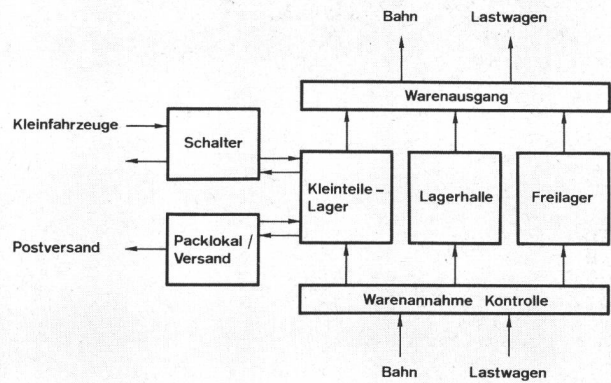 Bahn Lastwagen
Warenausgang
Kleinfahrzeuge
Schalter
Kleinteile-
Lager
Lagerhalle
Freilager
Postversand
Packlokal /
Versand
Warenannahme Kontrolle
Bahn Lastwagen